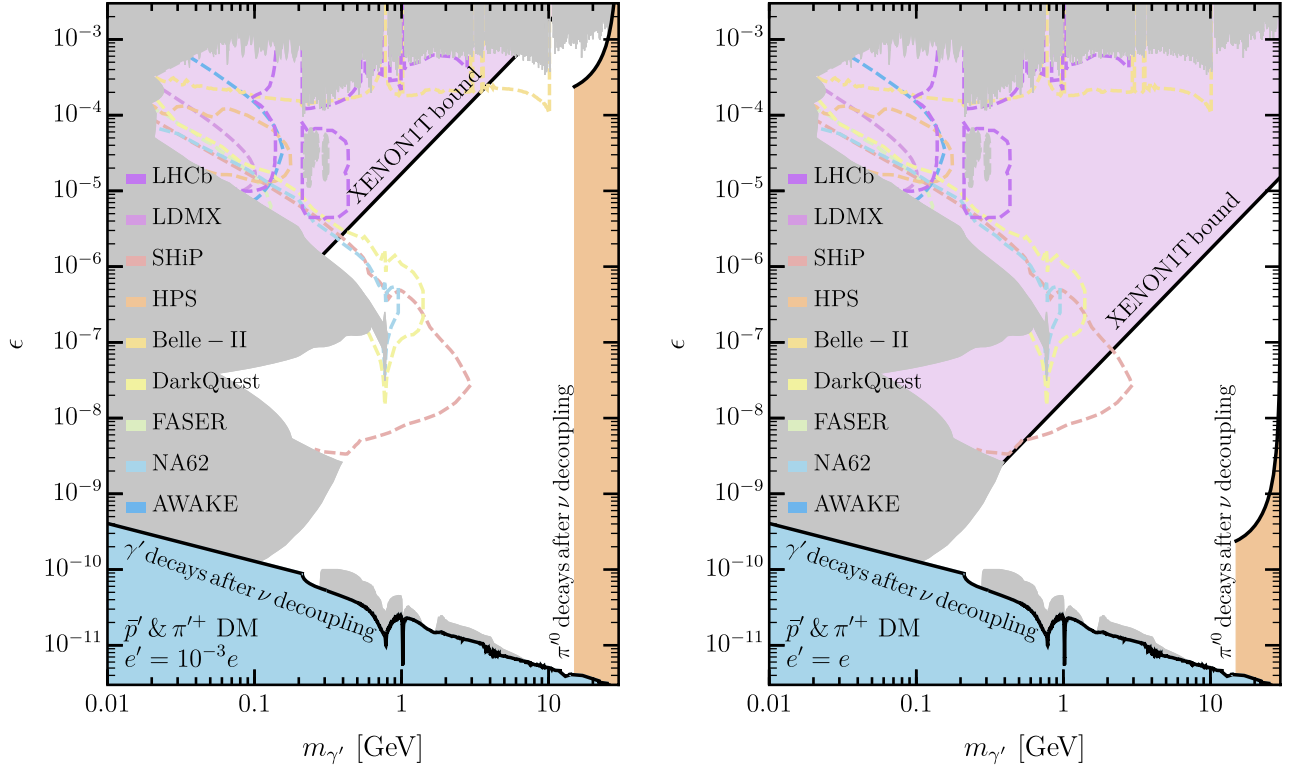 10⁻³
10⁻⁴
10⁻⁵
10⁻⁶
10⁻⁷
10⁻⁸
10⁻⁹
10⁻¹⁰
10⁻¹¹
ϵ
LHCb
LDMX
SHiP
HPS
Belle − II
DarkQuest
FASER
NA62
AWAKE
XENON1T bound
γ′ decays after ν decoupling
π′⁰ decays after ν decoupling
p̄′ & π′⁺ DM
e′ = 10⁻³e
0.01 0.1 1 10
m_γ′ [GeV]
10⁻³
10⁻⁴
10⁻⁵
10⁻⁶
10⁻⁷
10⁻⁸
10⁻⁹
10⁻¹⁰
10⁻¹¹
ϵ
LHCb
LDMX
SHiP
HPS
Belle − II
DarkQuest
FASER
NA62
AWAKE
XENON1T bound
γ′ decays after ν decoupling
π′⁰ decays after ν decoupling
p̄′ & π′⁺ DM
e′ = e
0.01 0.1 1 10
m_γ′ [GeV]